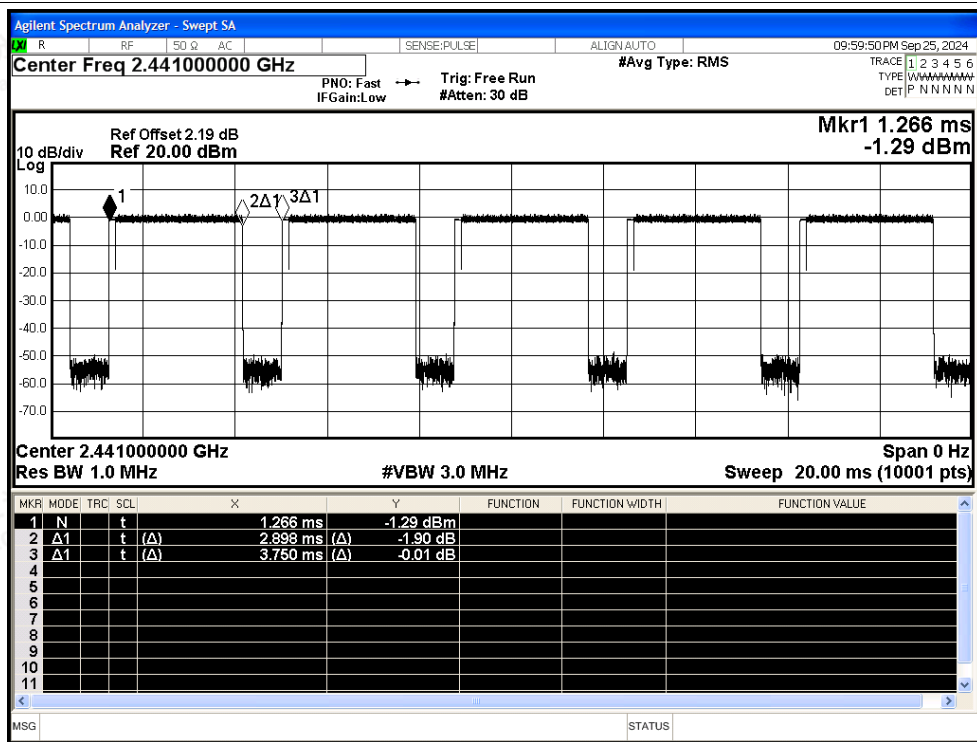 Agilent Spectrum Analyzer - Swept SA
LXI R RF 50 Ω AC SENSE:PULSE ALIGN AUTO 09:59:50 PM Sep 25, 2024
Center Freq 2.441000000 GHz #Avg Type: RMS TRACE 1 2 3 4 5 6
PNO: Fast Trig: Free Run TYPE
IFGain:Low #Atten: 30 dB DET P N N N N N
Mkr1 1.266 ms
-1.29 dBm
Ref Offset 2.19 dB
10 dB/div Ref 20.00 dBm
Log
10.0
0.00
-10.0
-20.0
-30.0
-40.0
-50.0
-60.0
-70.0
1 2Δ1 3Δ1
Center 2.441000000 GHz Span 0 Hz
Res BW 1.0 MHz #VBW 3.0 MHz Sweep 20.00 ms (10001 pts)
MKR MODE TRC SCL X Y FUNCTION FUNCTION WIDTH FUNCTION VALUE
1 N t 1.266 ms -1.29 dBm
2 Δ1 t (Δ) 2.898 ms (Δ) -1.90 dB
3 Δ1 t (Δ) 3.750 ms (Δ) -0.01 dB
4
5
6
7
8
9
10
11
MSG STATUS